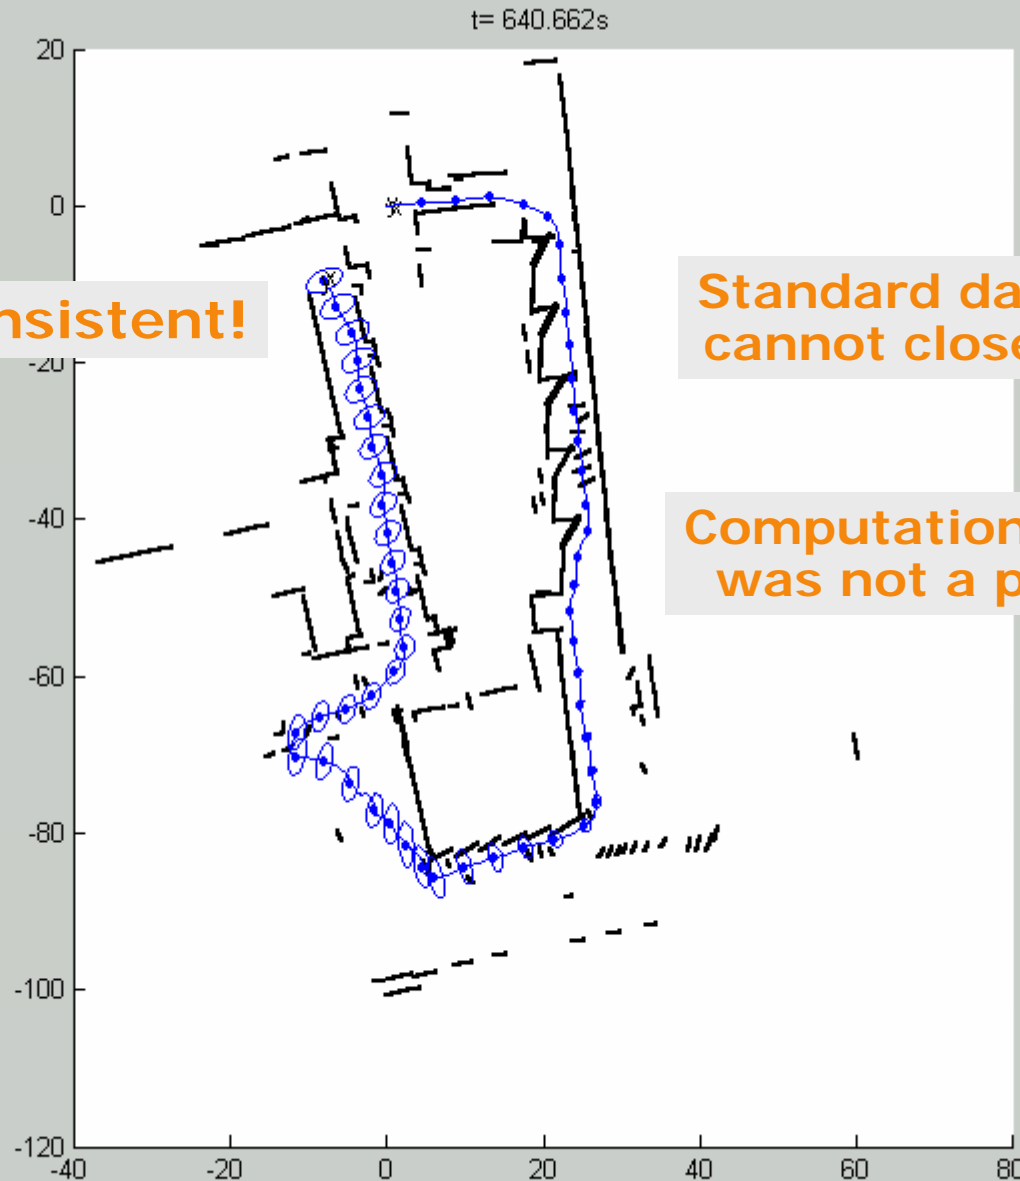 t= 640.662s
20
0
nsistent!
-20
Standard da
cannot close
-40
Computation
was not a p
-60
-80
-100
-120
-40 -20 0 20 40 60 80